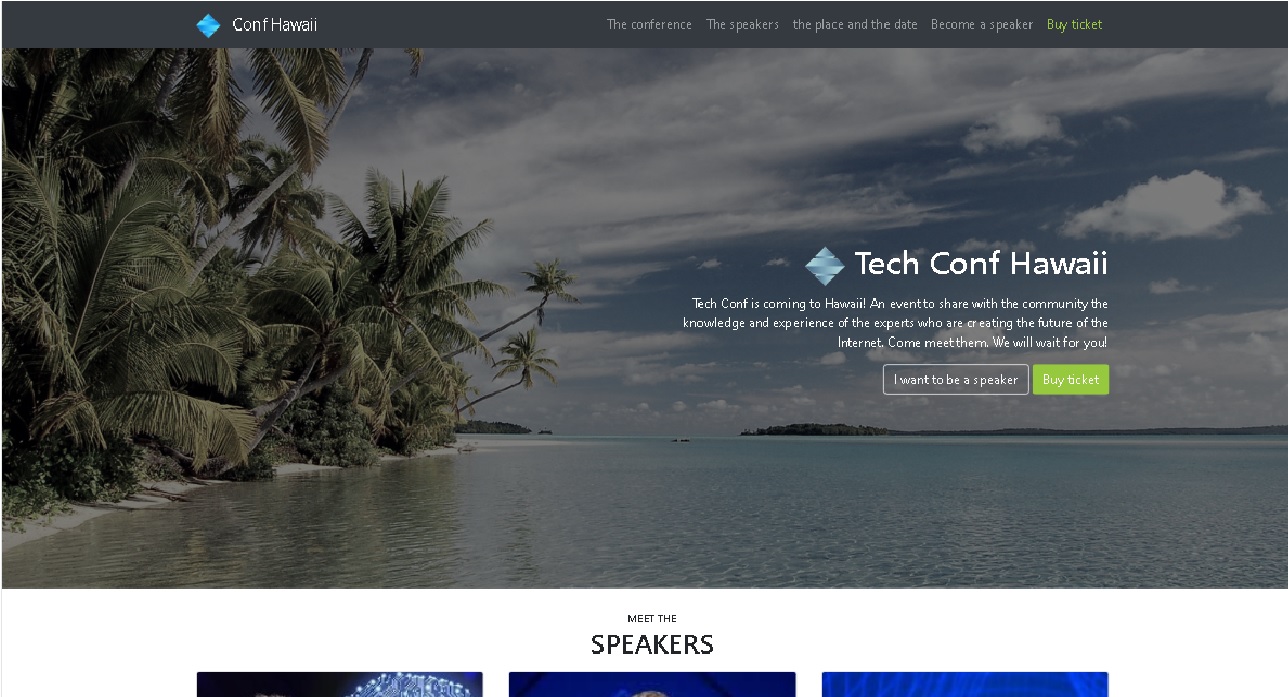 Conf Hawaii
The conference
The speakers
the place and the date
Become a speaker
Buy ticket
Tech Conf Hawaii
Tech Conf is coming to Hawaii! An event to share with the community the
knowledge and experience of the experts who are creating the future of the
Internet. Come meet them. We will wait for you!
I want to be a speaker
Buy ticket
MEET THE
SPEAKERS